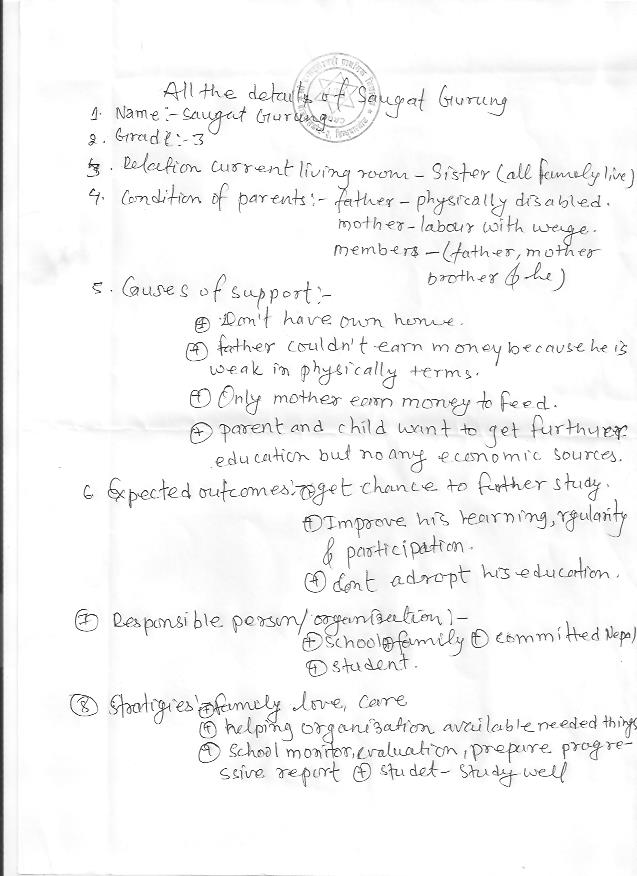 All the details of Saugat Gurung
1. Name:- Saugat Gurung
2. Grade:- 3
3. Relation current living room - Sister (all famely live)
4. Condition of parents:- father - physically disabled.
mother - labour with weage.
members - (father, mother
brother & he)
5. Causes of support:-
⊕ Don't have own home.
⊕ father couldn't earn money because he is
weak in physically terms.
⊕ Only mother earn money to feed.
⊕ parent and child want to get furthurer
education but no any economic sources.
6 Expected outcomes:- ⊕ get chance to further study.
⊕ Improve his learning, rgularity
& participation.
⊕ dont adropt his education.
⑦ Responsible person/organization:-
⊕ School ⊕ family ⊕ committed Nepal
⊕ student.
⑧ Stratigies:- ⊕ famely love, care
⊕ helping organization available needed things
⊕ School monitor, evaluation, prepare progre-
ssive report ⊕ studet - study well